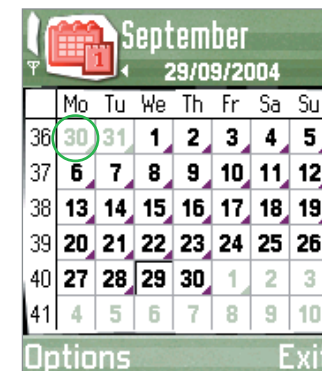 September
29/09/2004
Mo Tu We Th Fr Sa Su
36 30 31 1 2 3 4 5
37 6 7 8 9 10 11 12
38 13 14 15 16 17 18 19
39 20 21 22 23 24 25 26
40 27 28 29 30 1 2 3
41 4 5 6 7 8 9 10
Options Exit